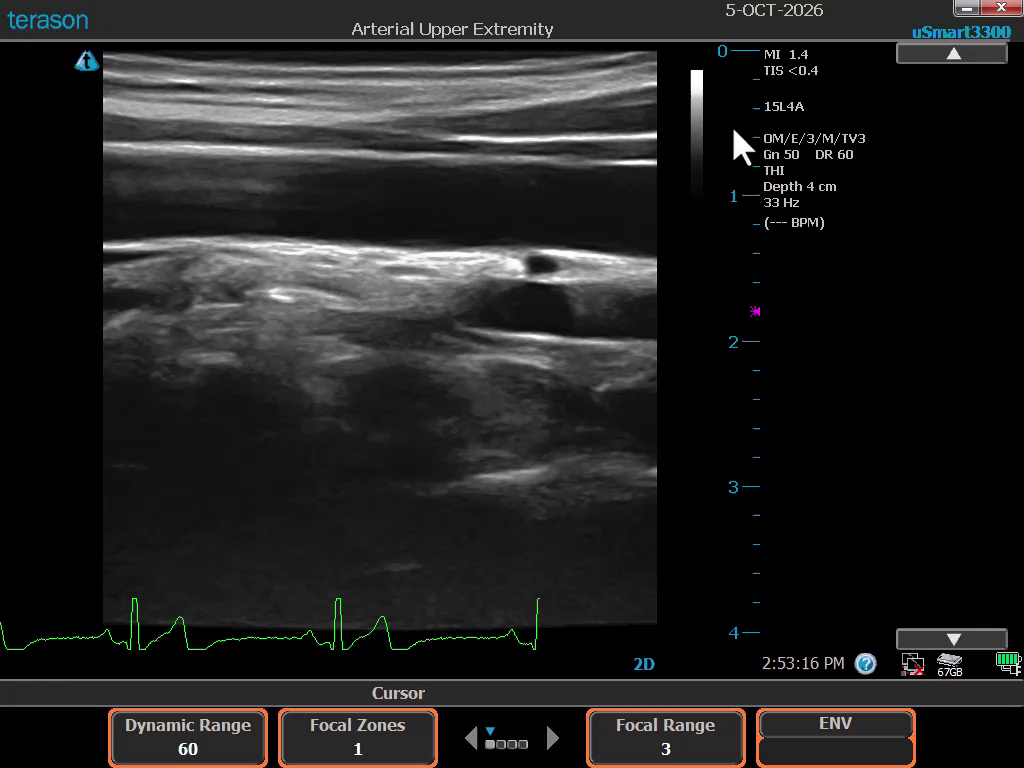 terason
Arterial Upper Extremity
5-OCT-2026
uSmart3300
0
MI 1.4
TIS <0.4
15L4A
OM/E/3/M/TV3
Gn 50 DR 60
THI
Depth 4 cm
1
33 Hz
(--- BPM)
2
3
4
2D
2:53:16 PM
?
67GB
Cursor
Dynamic Range
60
Focal Zones
1
Focal Range
3
ENV